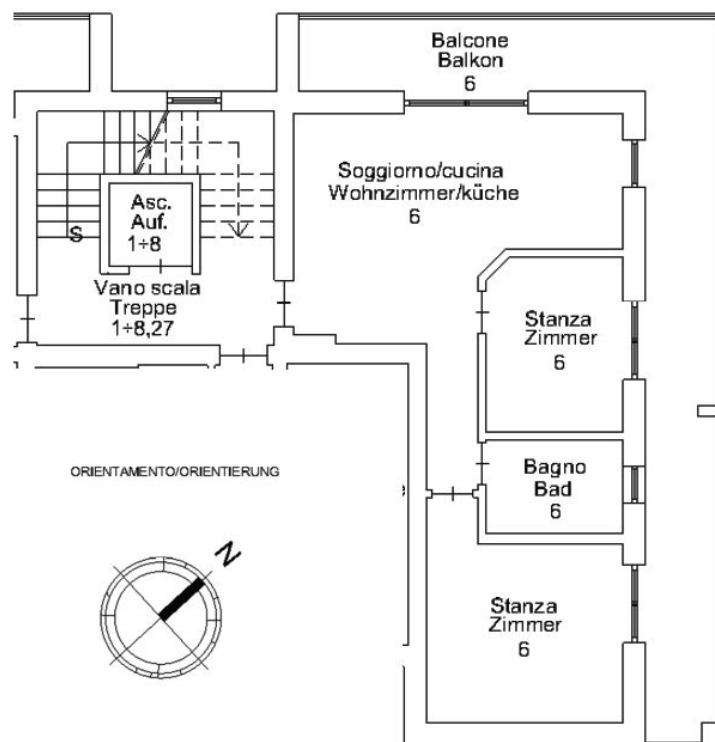 Balcone
Balkon
6
Soggiorno/cucina
Wohnzimmer/küche
6
Asc.
Auf.
1÷8
S
Vano scala
Treppe
1÷8,27
Stanza
Zimmer
6
Bagno
Bad
6
ORIENTAMENTO/ORIENTIERUNG
N
Stanza
Zimmer
6